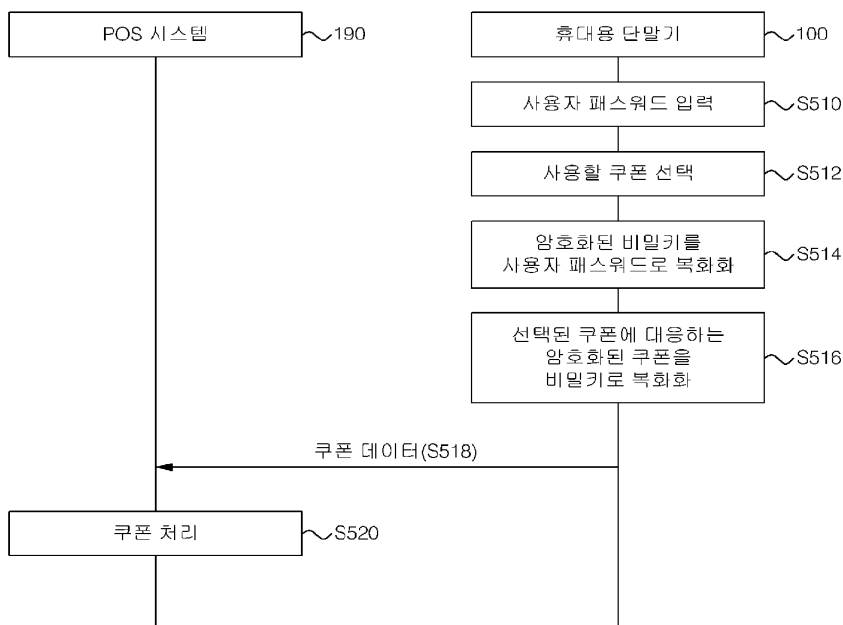 POS 시스템
190
휴대용 단말기
100
사용자 패스워드 입력
S510
사용할 쿠폰 선택
S512
암호화된 비밀키를
사용자 패스워드로 복화화
S514
선택된 쿠폰에 대응하는
암호화된 쿠폰을
비밀키로 복화화
S516
쿠폰 데이터(S518)
쿠폰 처리
S520